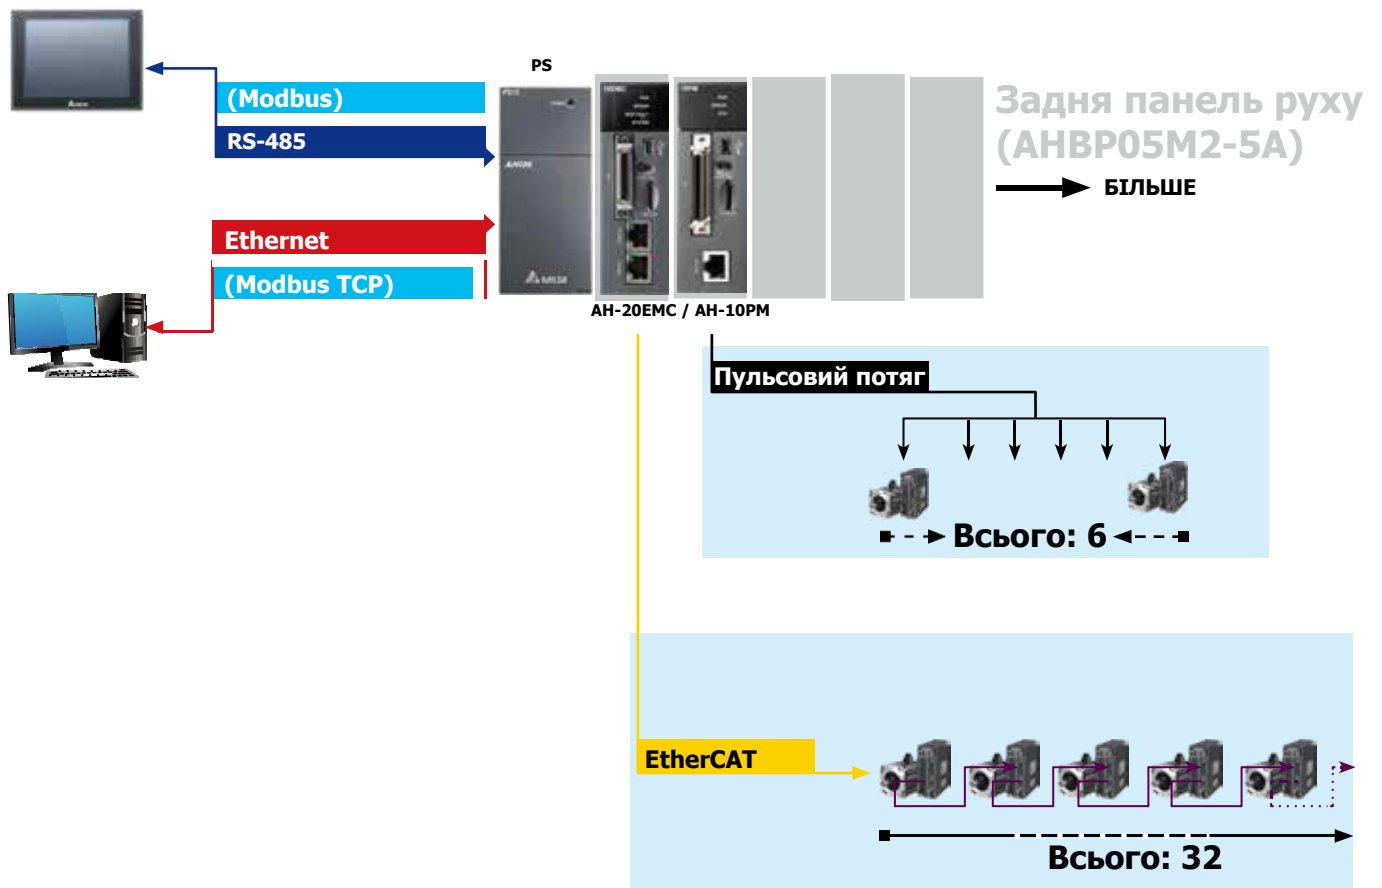 PS
(Modbus)
RS-485
Задня панель руху
(AHBP05M2-5A)
БІЛЬШЕ
Ethernet
(Modbus TCP)
AH-20EMC / AH-10PM
Пульсовий потяг
Всього: 6
EtherCAT
Всього: 32